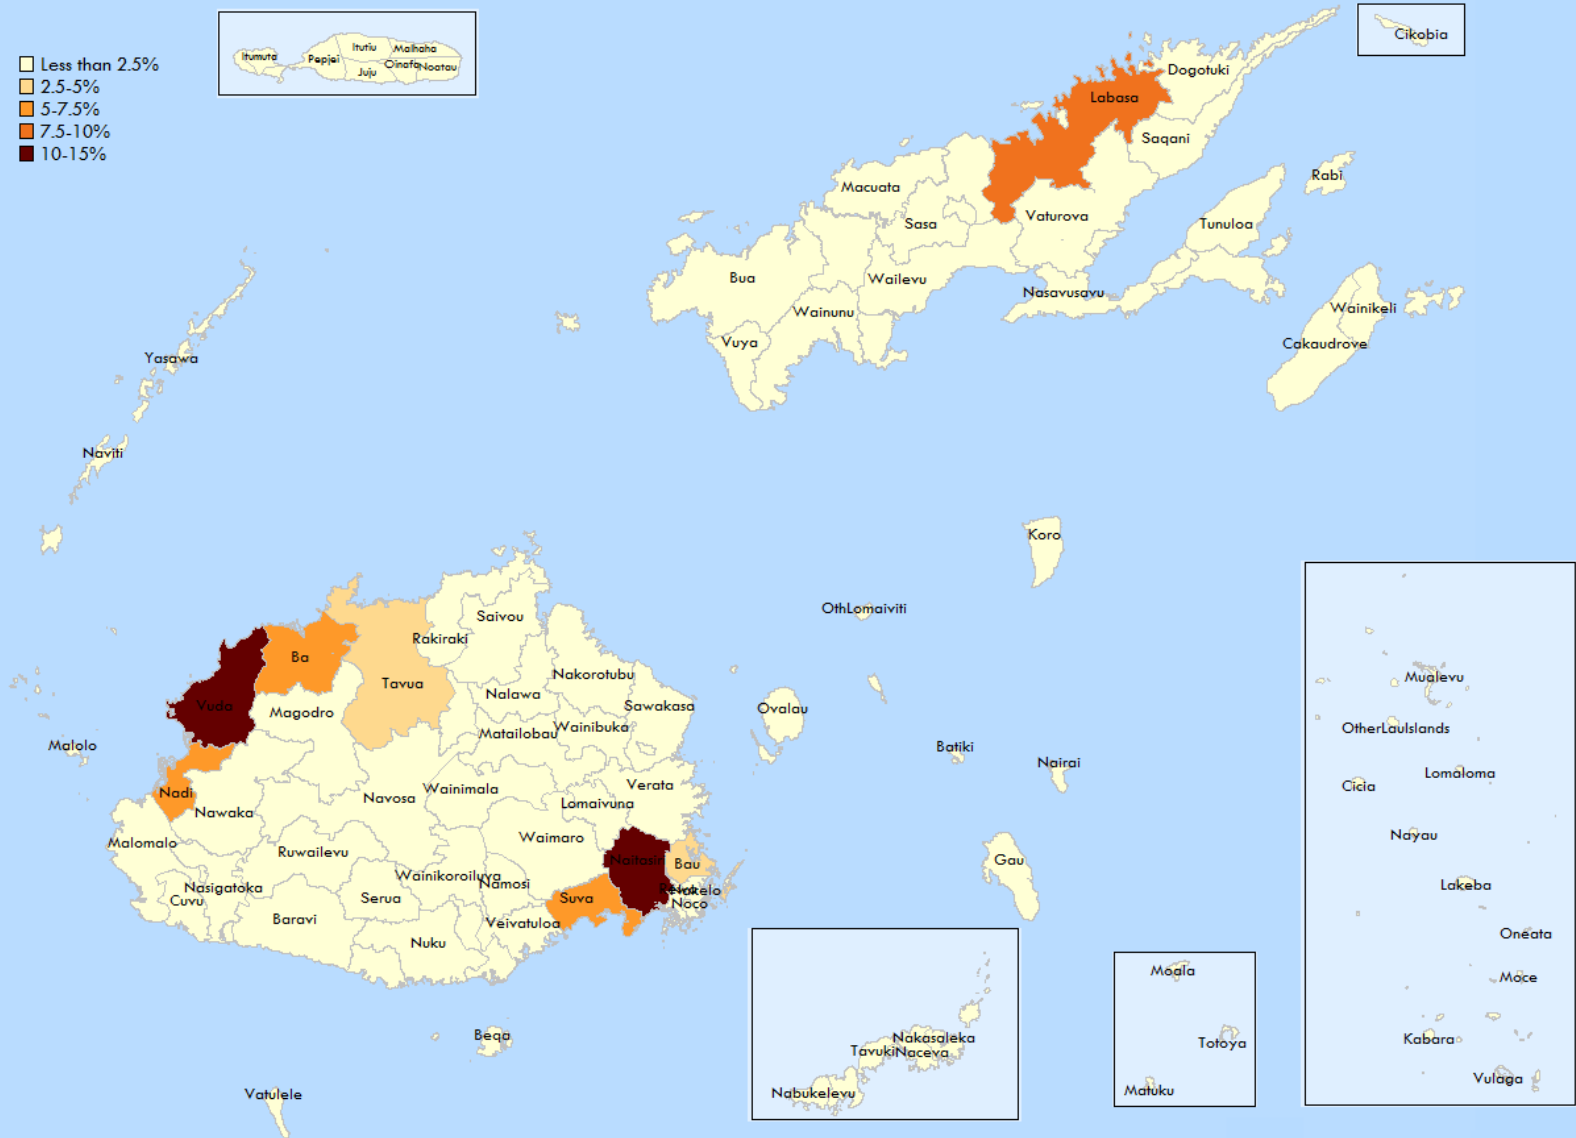 Less than 2.5%
2.5-5%
5-7.5%
7.5-10%
10-15%
Itumuta
Pepjei
Itutiu
Malhaha
Juju
Oinafa
Noatau
Cikobia
Dogotuki
Labasa
Saqani
Rabi
Macuata
Sasa
Vaturova
Tunuloa
Bua
Wailevu
Nasavusavu
Wainunu
Wainikeli
Vuya
Cakaudrove
Yasawa
Naviti
Koro
OthLomaiviti
Saivou
Rakiraki
Ba
Nakorotubu
Tavua
Nalawa
Sawakasa
Vuda
Magodro
Ovalau
Matailobau
Wainibuka
Malolo
Batiki
Nairai
Nadi
Navosa
Wainimala
Verata
Nawaka
Lomaivuna
Malomalo
Waimaro
Ruwailevu
Naitasiri
Bau
Gau
Wainikoroiluva
Namosi
Nasigatoka
Cuvu
Serua
Suva
Nakelo
Noco
Baravi
Veivatuloa
Nuku
Beqa
Vatulele
Nakasaleka
Tavuki
Naceva
Nabukelevu
Moala
Totoya
Matuku
Mualevu
OtherLauIslands
Lomaloma
Cicia
Nayau
Lakeba
Oneata
Moce
Kabara
Vulaga